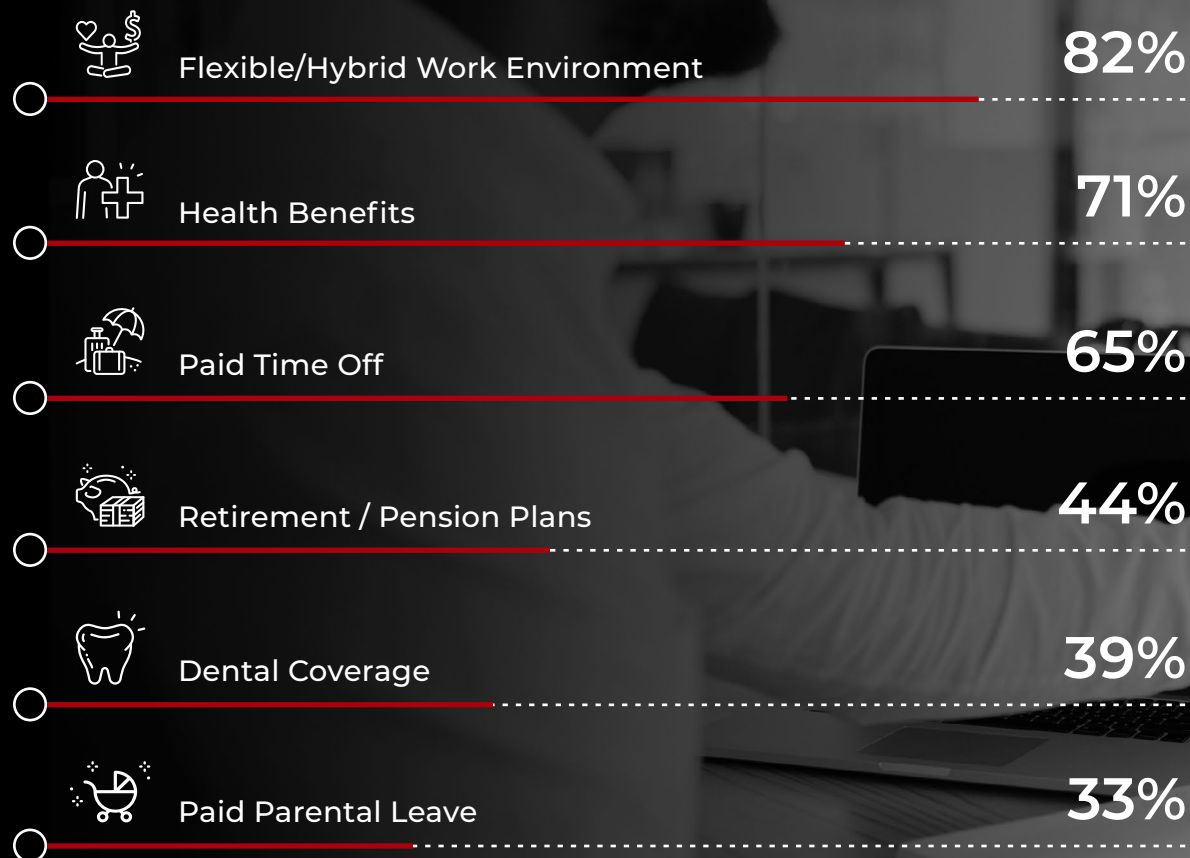 Flexible/Hybrid Work Environment 82%
Health Benefits 71%
Paid Time Off 65%
Retirement / Pension Plans 44%
Dental Coverage 39%
Paid Parental Leave 33%